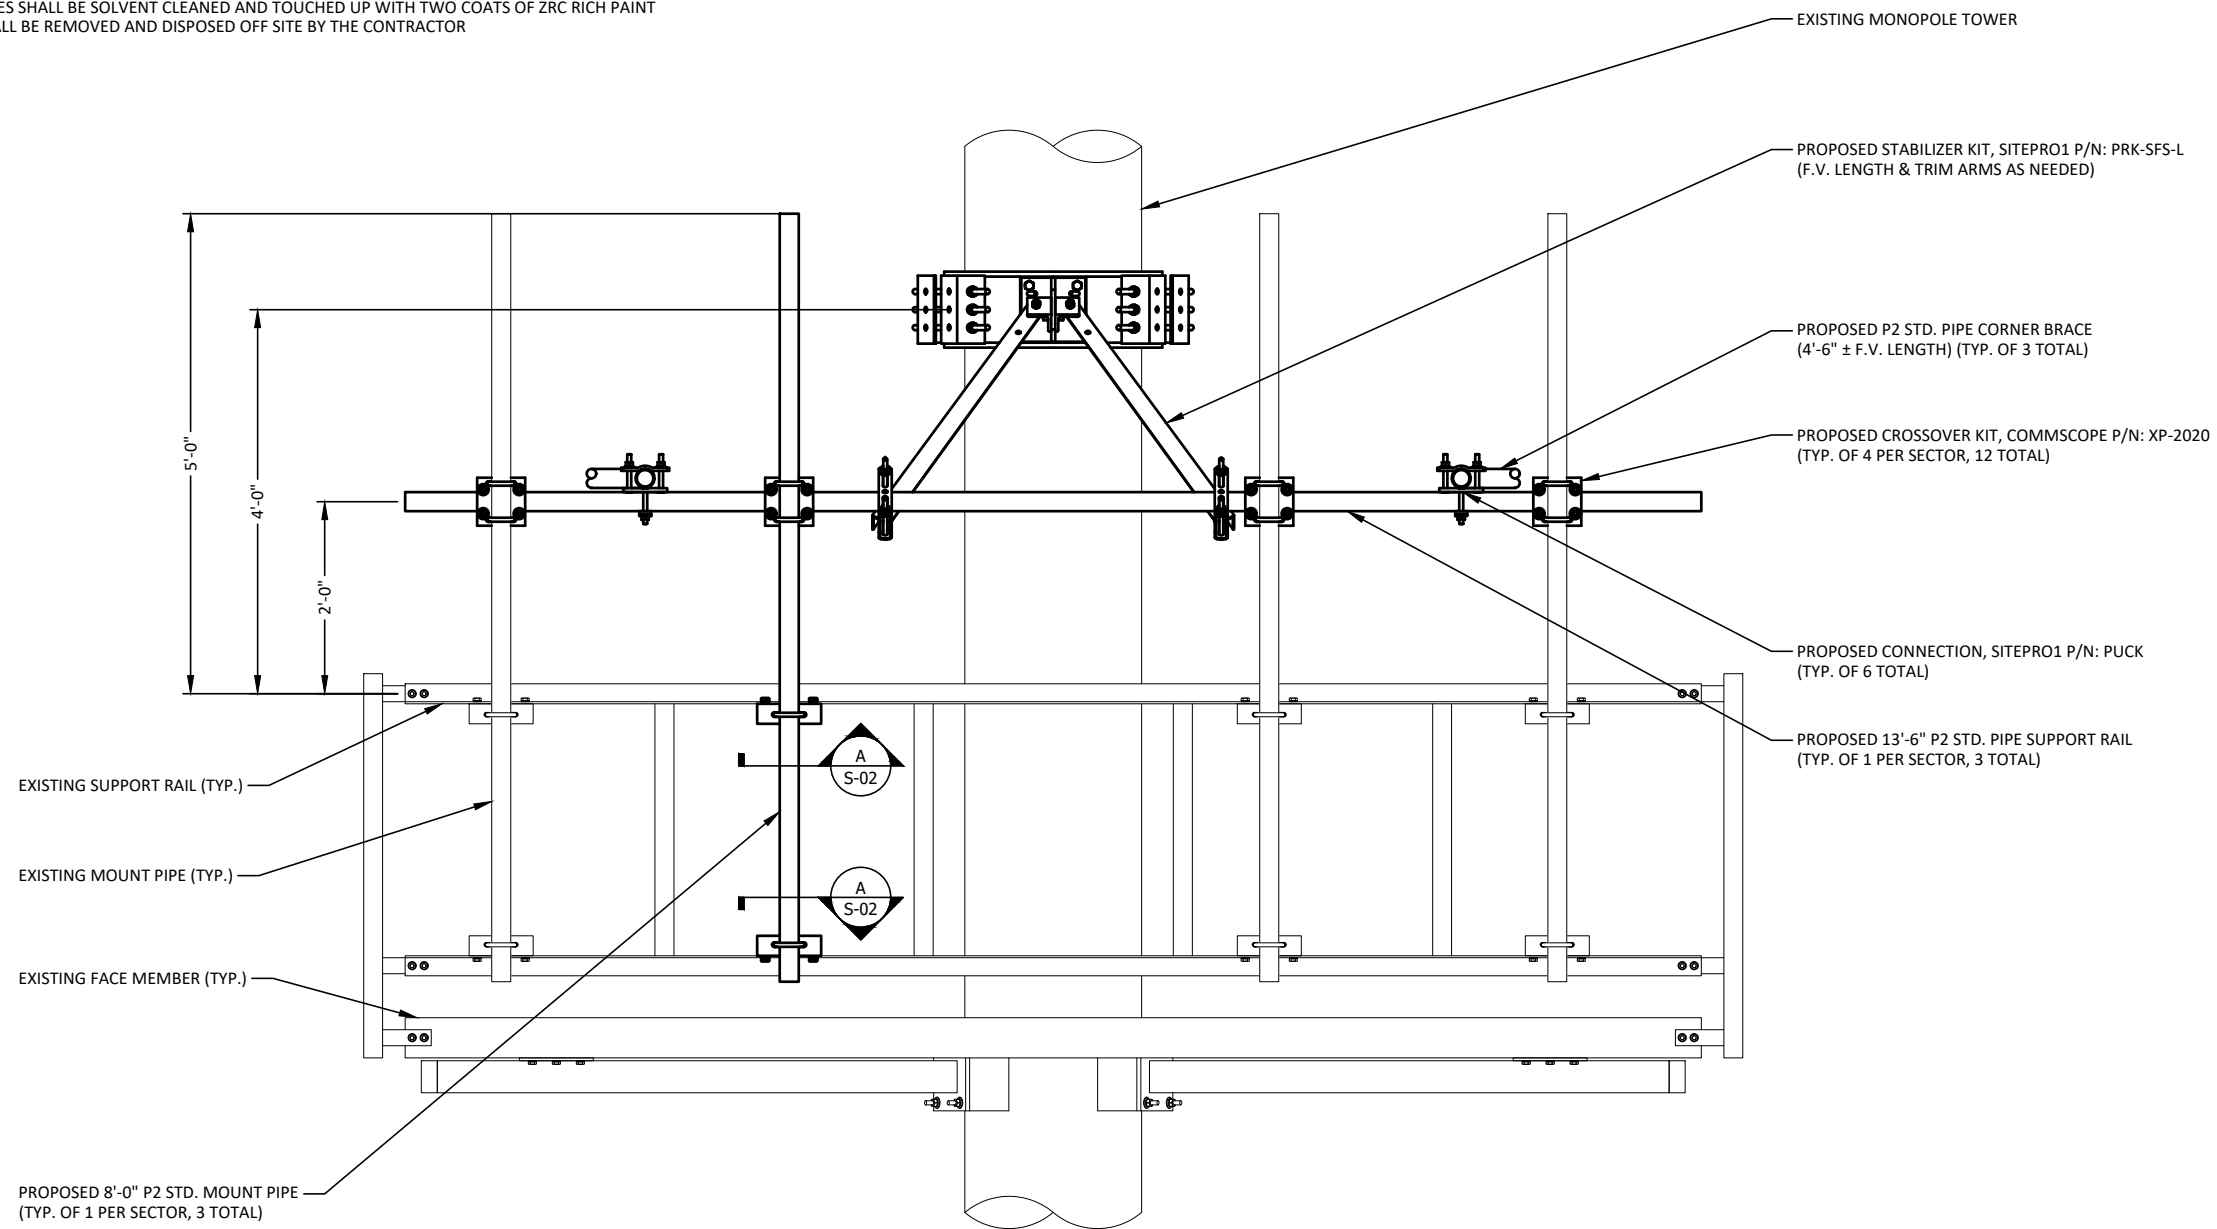 ES SHALL BE SOLVENT CLEANED AND TOUCHED UP WITH TWO COATS OF ZRC RICH PAINT
ALL BE REMOVED AND DISPOSED OFF SITE BY THE CONTRACTOR
EXISTING MONOPOLE TOWER
PROPOSED STABILIZER KIT, SITEPRO1 P/N: PRK-SFS-L
(F.V. LENGTH & TRIM ARMS AS NEEDED)
PROPOSED P2 STD. PIPE CORNER BRACE
(4'-6" ± F.V. LENGTH) (TYP. OF 3 TOTAL)
PROPOSED CROSSOVER KIT, COMMSCOPE P/N: XP-2020
(TYP. OF 4 PER SECTOR, 12 TOTAL)
5'-0"
4'-0"
2'-0"
PROPOSED CONNECTION, SITEPRO1 P/N: PUCK
(TYP. OF 6 TOTAL)
PROPOSED 13'-6" P2 STD. PIPE SUPPORT RAIL
(TYP. OF 1 PER SECTOR, 3 TOTAL)
A
S-02
A
S-02
EXISTING SUPPORT RAIL (TYP.)
EXISTING MOUNT PIPE (TYP.)
EXISTING FACE MEMBER (TYP.)
PROPOSED 8'-0" P2 STD. MOUNT PIPE
(TYP. OF 1 PER SECTOR, 3 TOTAL)